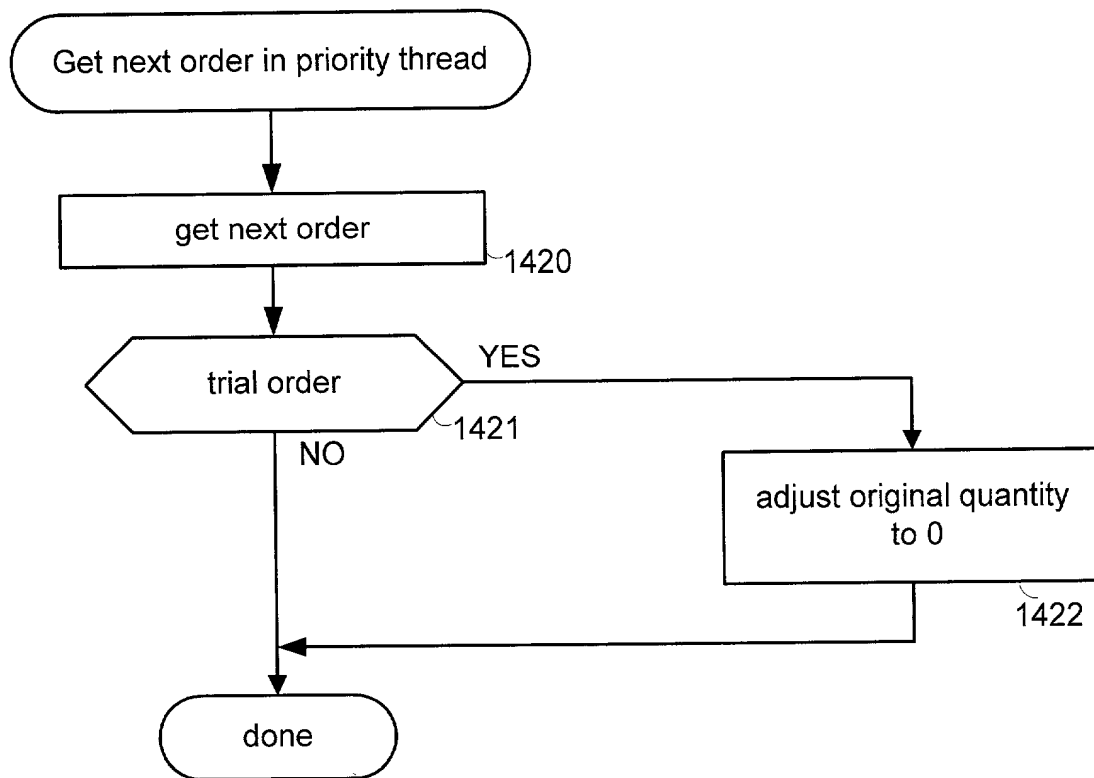 Get next order in priority thread
get next order
1420
trial order
YES
1421
NO
adjust original quantity
to 0
1422
done